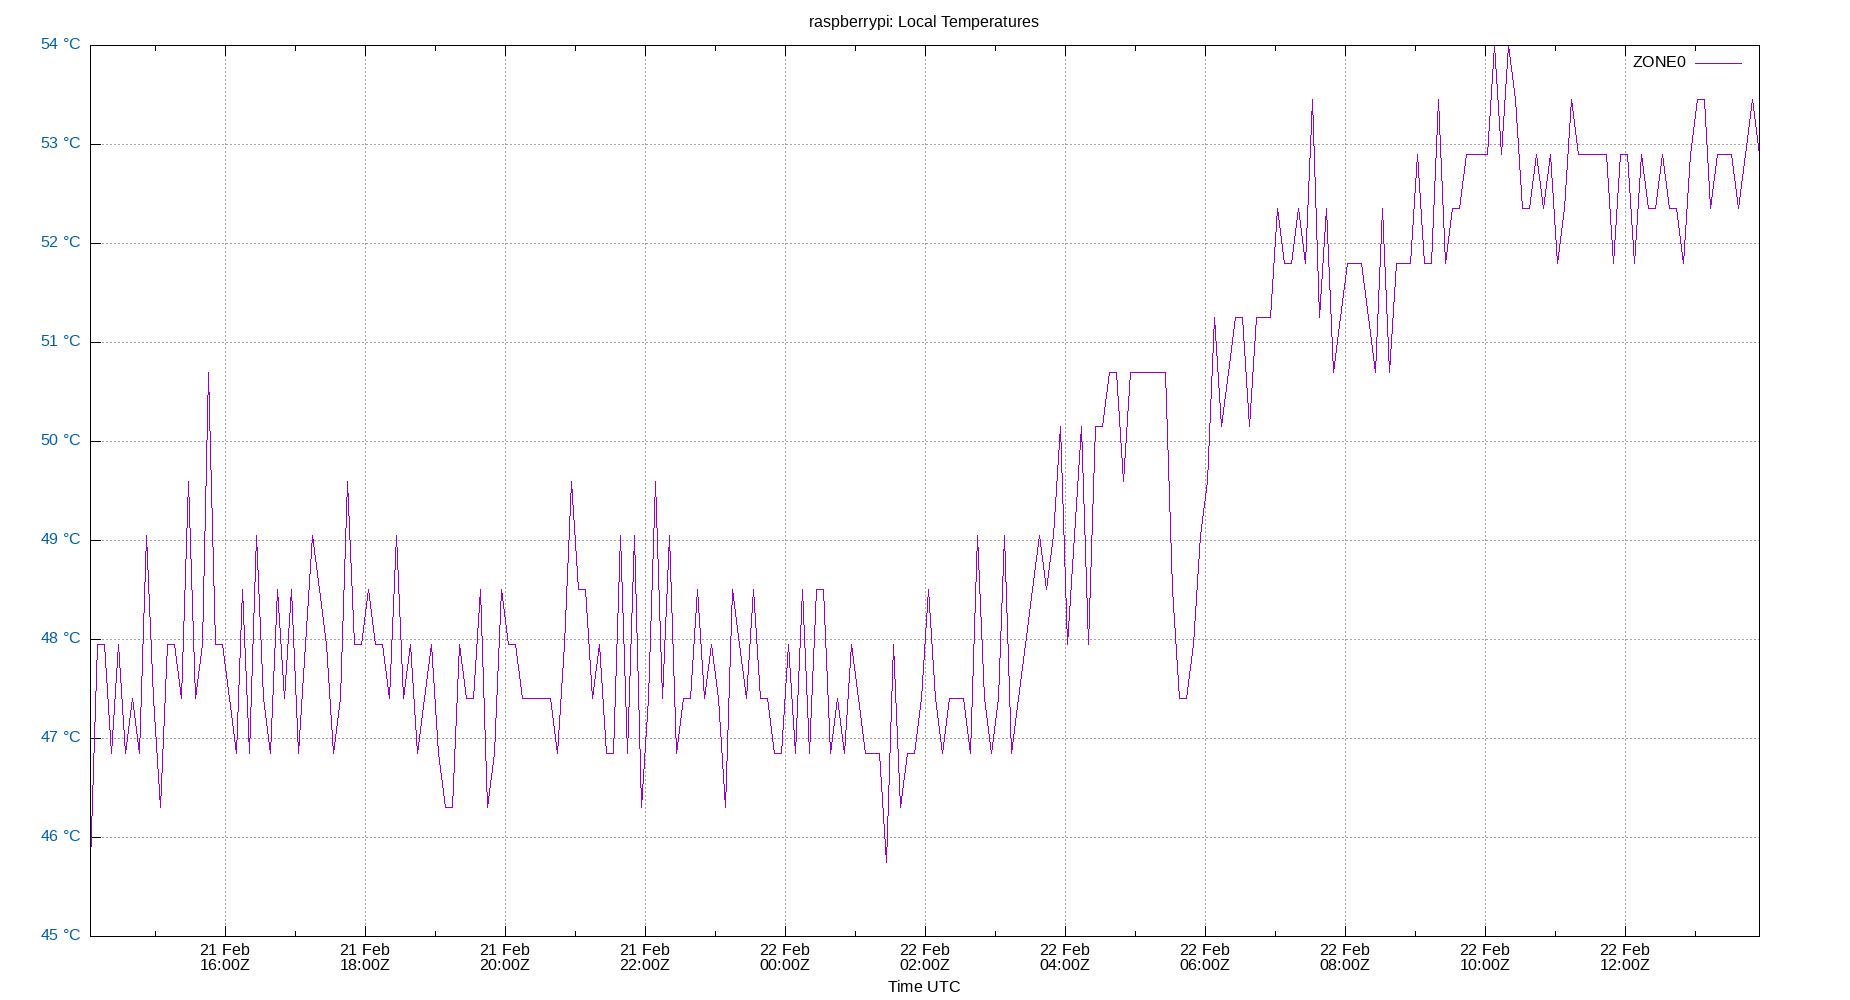 raspberrypi: Local Temperatures
ZONE0
54 °C
53 °C
52 °C
51 °C
50 °C
49 °C
48 °C
47 °C
46 °C
45 °C
21 Feb
16:00Z
21 Feb
18:00Z
21 Feb
20:00Z
21 Feb
22:00Z
22 Feb
00:00Z
22 Feb
02:00Z
22 Feb
04:00Z
22 Feb
06:00Z
22 Feb
08:00Z
22 Feb
10:00Z
22 Feb
12:00Z
Time UTC